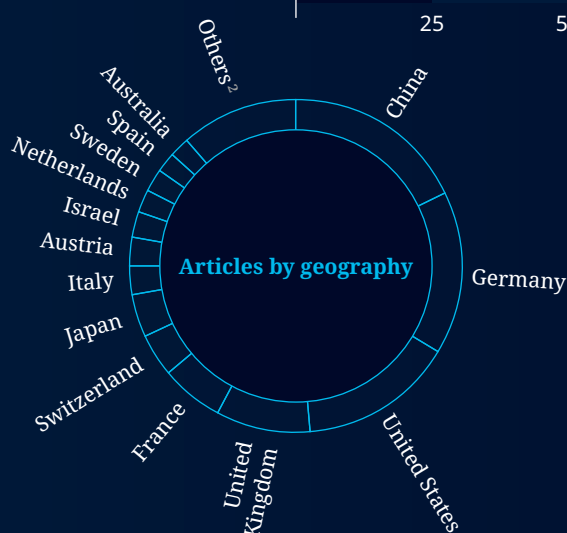 25
5
Others²
China
Australia
Spain
Sweden
Netherlands
Israel
Austria
Italy
Japan
Switzerland
France
United
Kingdom
United States
Germany
Articles by geography